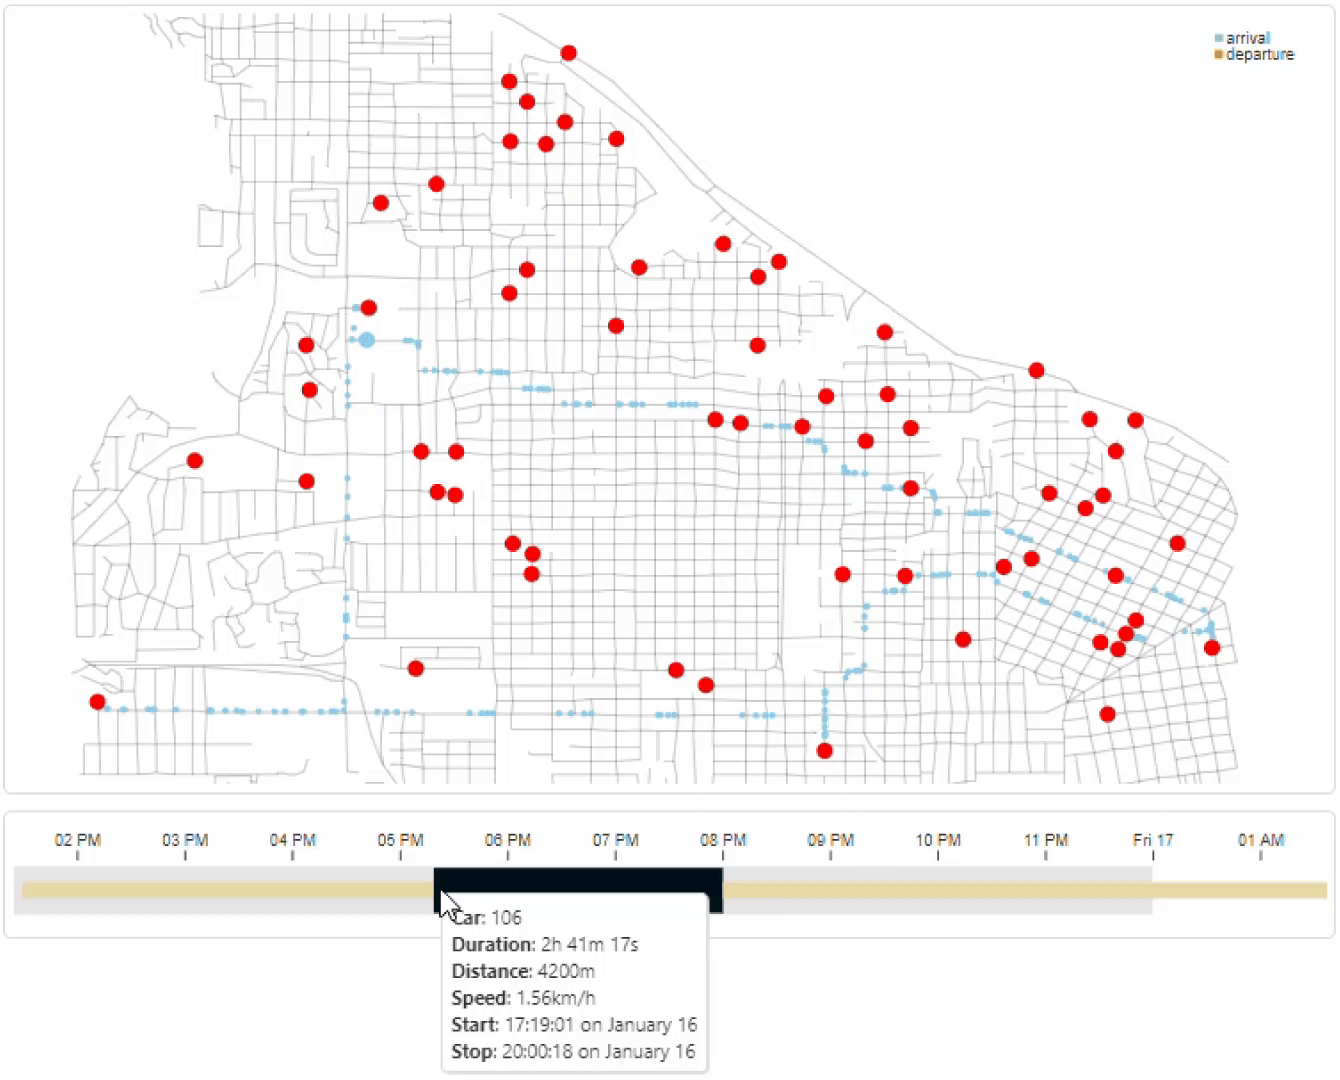 arrival
departure
02 PM 03 PM 04 PM 05 PM 06 PM 07 PM 08 PM 09 PM 10 PM 11 PM Fri 17 01 AM
Car: 106
Duration: 2h 41m 17s
Distance: 4200m
Speed: 1.56km/h
Start: 17:19:01 on January 16
Stop: 20:00:18 on January 16